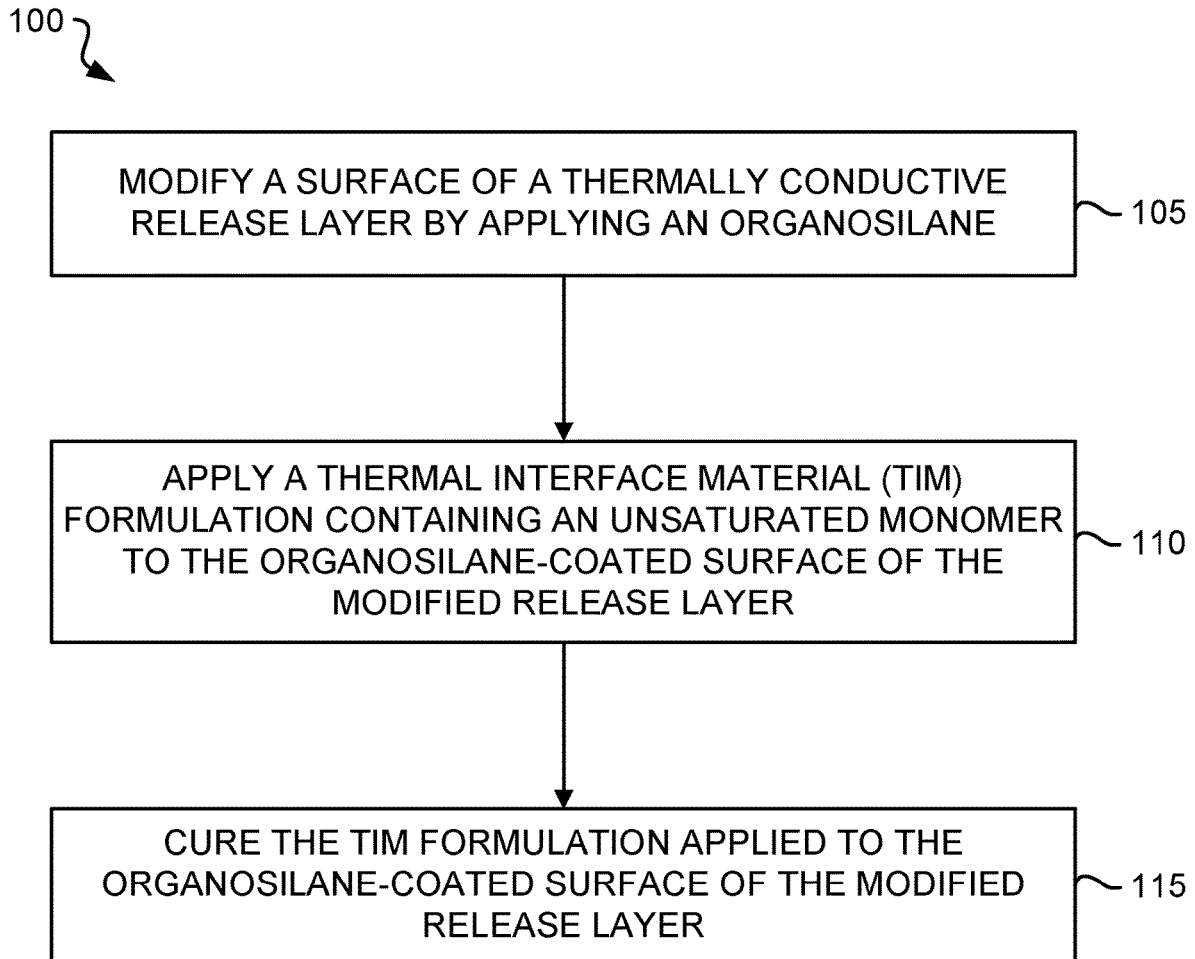 100
MODIFY A SURFACE OF A THERMALLY CONDUCTIVE
RELEASE LAYER BY APPLYING AN ORGANOSILANE
105
APPLY A THERMAL INTERFACE MATERIAL (TIM)
FORMULATION CONTAINING AN UNSATURATED MONOMER
TO THE ORGANOSILANE-COATED SURFACE OF THE
MODIFIED RELEASE LAYER
110
CURE THE TIM FORMULATION APPLIED TO THE
ORGANOSILANE-COATED SURFACE OF THE MODIFIED
RELEASE LAYER
115